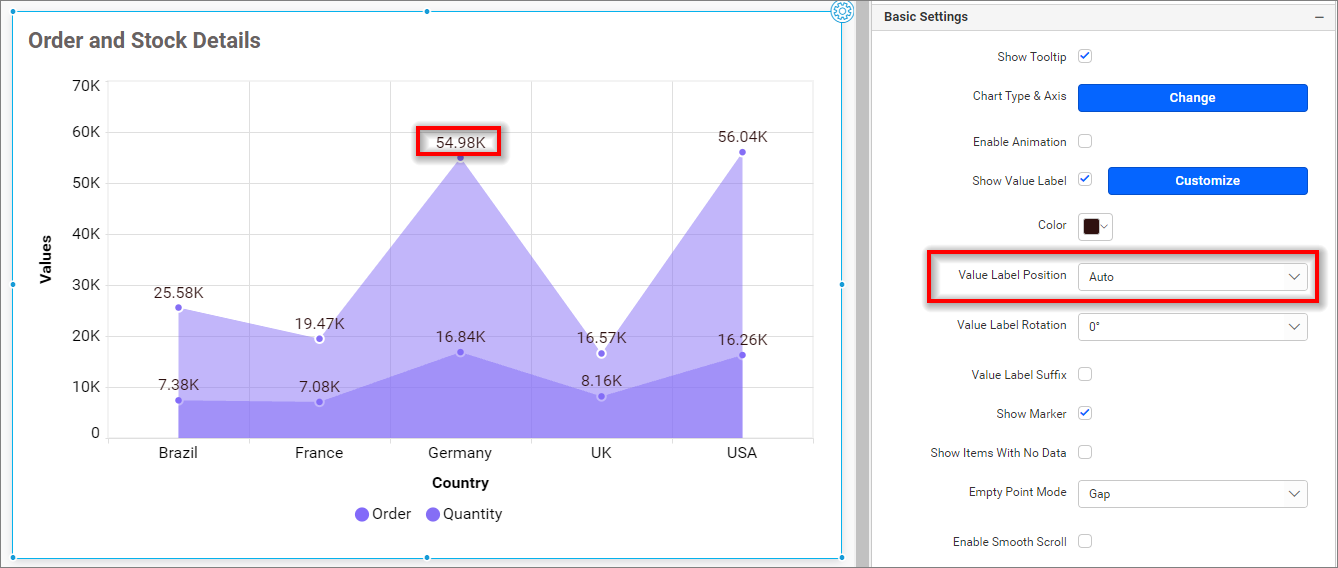 Order and Stock Details
70K
60K
50K
40K
30K
20K
10K
0
Values
25.58K
19.47K
54.98K
16.57K
56.04K
7.38K
7.08K
16.84K
8.16K
16.26K
Brazil France Germany UK USA
Country
Order Quantity
Basic Settings
Show Tooltip
Chart Type & Axis Change
Enable Animation
Show Value Label Customize
Color
Value Label Position Auto
Value Label Rotation 0°
Value Label Suffix
Show Marker
Show Items With No Data
Empty Point Mode Gap
Enable Smooth Scroll